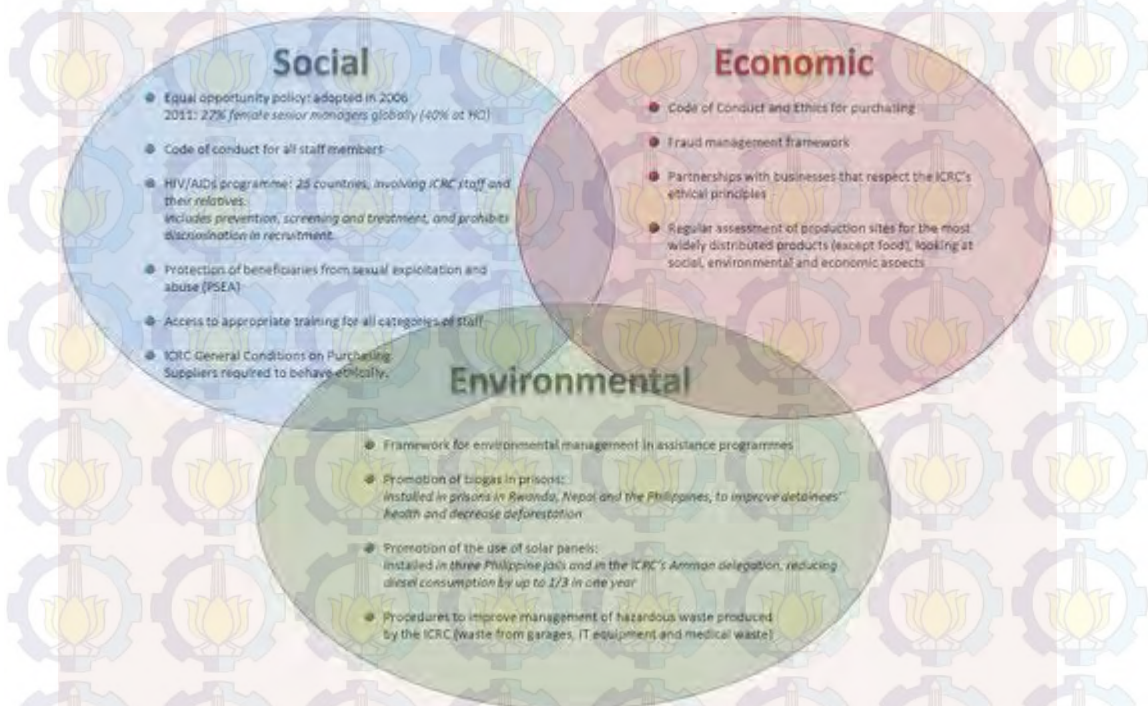 Social
Equal opportunity policy: adopted in 2006
2011: 27% female senior managers globally (40% at HQ)
Code of conduct for all staff members
HIV/AIDs programme: 25 countries, involving ICRC staff and
their relatives.
Includes prevention, screening and treatment, and prohibits
discrimination in recruitment.
Protection of beneficiaries from sexual exploitation and
abuse (PSEA)
Access to appropriate training for all categories of staff
ICRC General Conditions on Purchasing
Suppliers required to behave ethically.
Economic
Code of Conduct and Ethics for purchasing
Fraud management framework
Partnerships with businesses that respect the ICRC's
ethical principles
Regular assessment of production sites for the most
widely distributed products (except food), looking at
social, environmental and economic aspects
Environmental
Framework for environmental management in assistance programmes
Promotion of biogas in prisons:
installed in prisons in Rwanda, Nepal and the Philippines, to improve detainees'
health and decrease deforestation
Promotion of the use of solar panels:
installed in three Philippine jails and in the ICRC's Amman delegation, reducing
diesel consumption by up to 1/3 in one year
Procedures to improve management of hazardous waste produced
by the ICRC (waste from garages, IT equipment and medical waste)